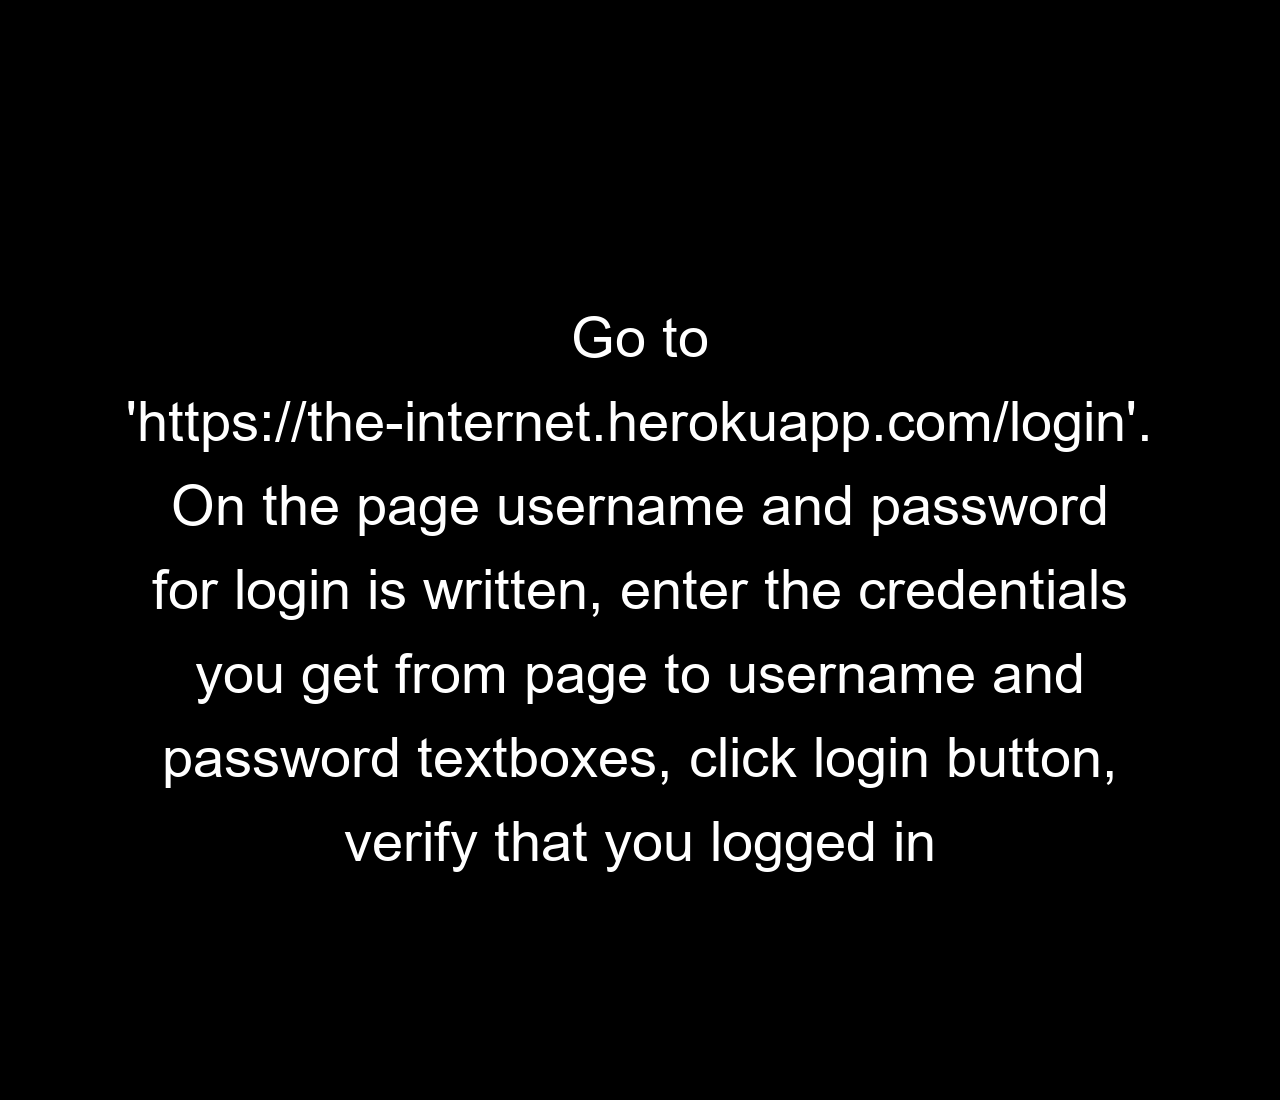 Go to
'https://the-internet.herokuapp.com/login'.
On the page username and password
for login is written, enter the credentials
you get from page to username and
password textboxes, click login button,
verify that you logged in